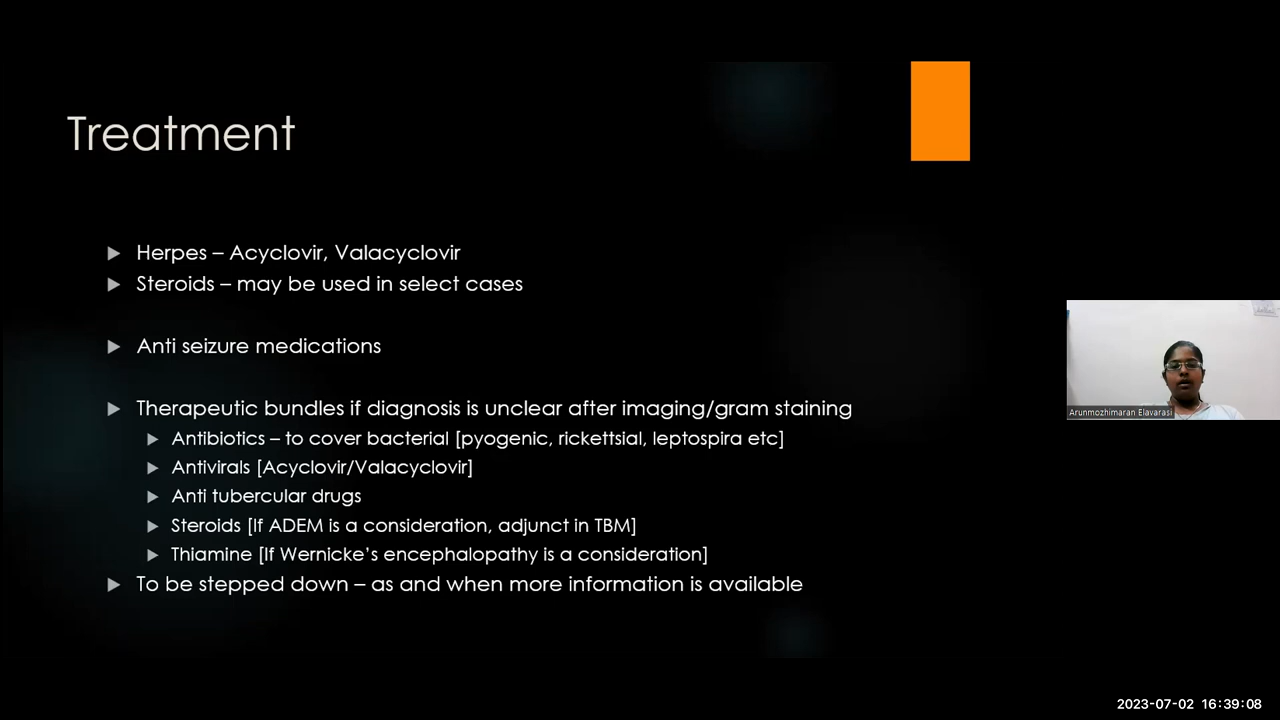 Treatment
Herpes – Acyclovir, Valacyclovir
Steroids – may be used in select cases
Anti seizure medications
Therapeutic bundles if diagnosis is unclear after imaging/gram staining
Antibiotics – to cover bacterial [pyogenic, rickettsial, leptospira etc]
Antivirals [Acyclovir/Valacyclovir]
Anti tubercular drugs
Steroids [If ADEM is a consideration, adjunct in TBM]
Thiamine [If Wernicke's encephalopathy is a consideration]
To be stepped down – as and when more information is available
Arunmozhimaran Elavarasi
2023-07-02 16:39:08